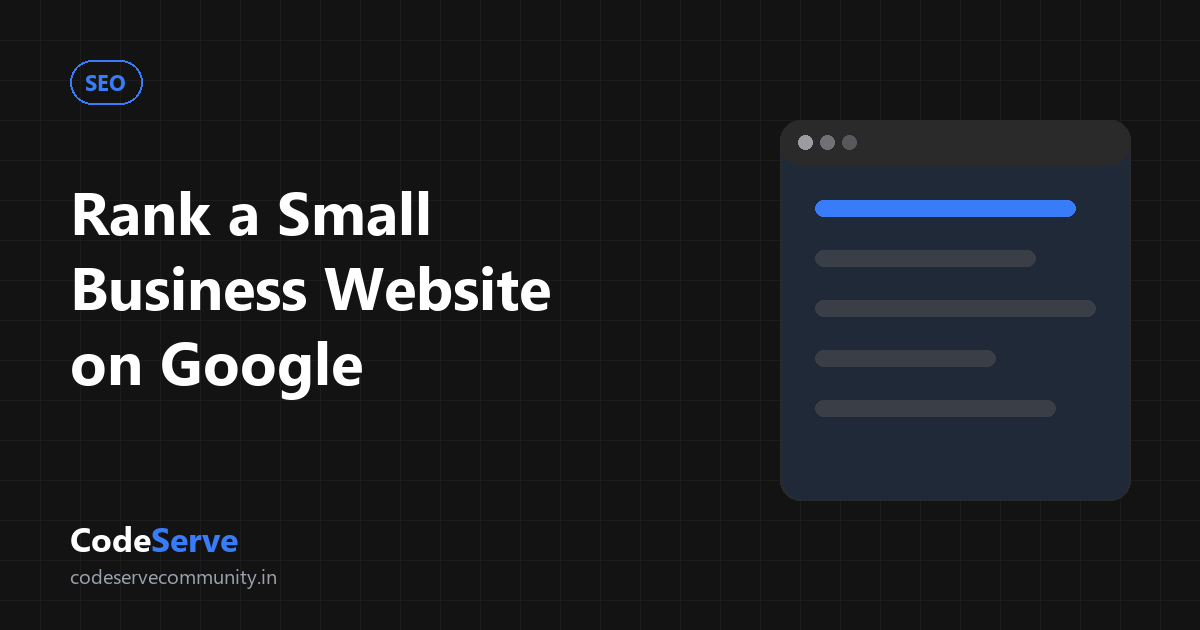 SEO
Rank a Small
Business Website
on Google
CodeServe
codeservecommunity.in